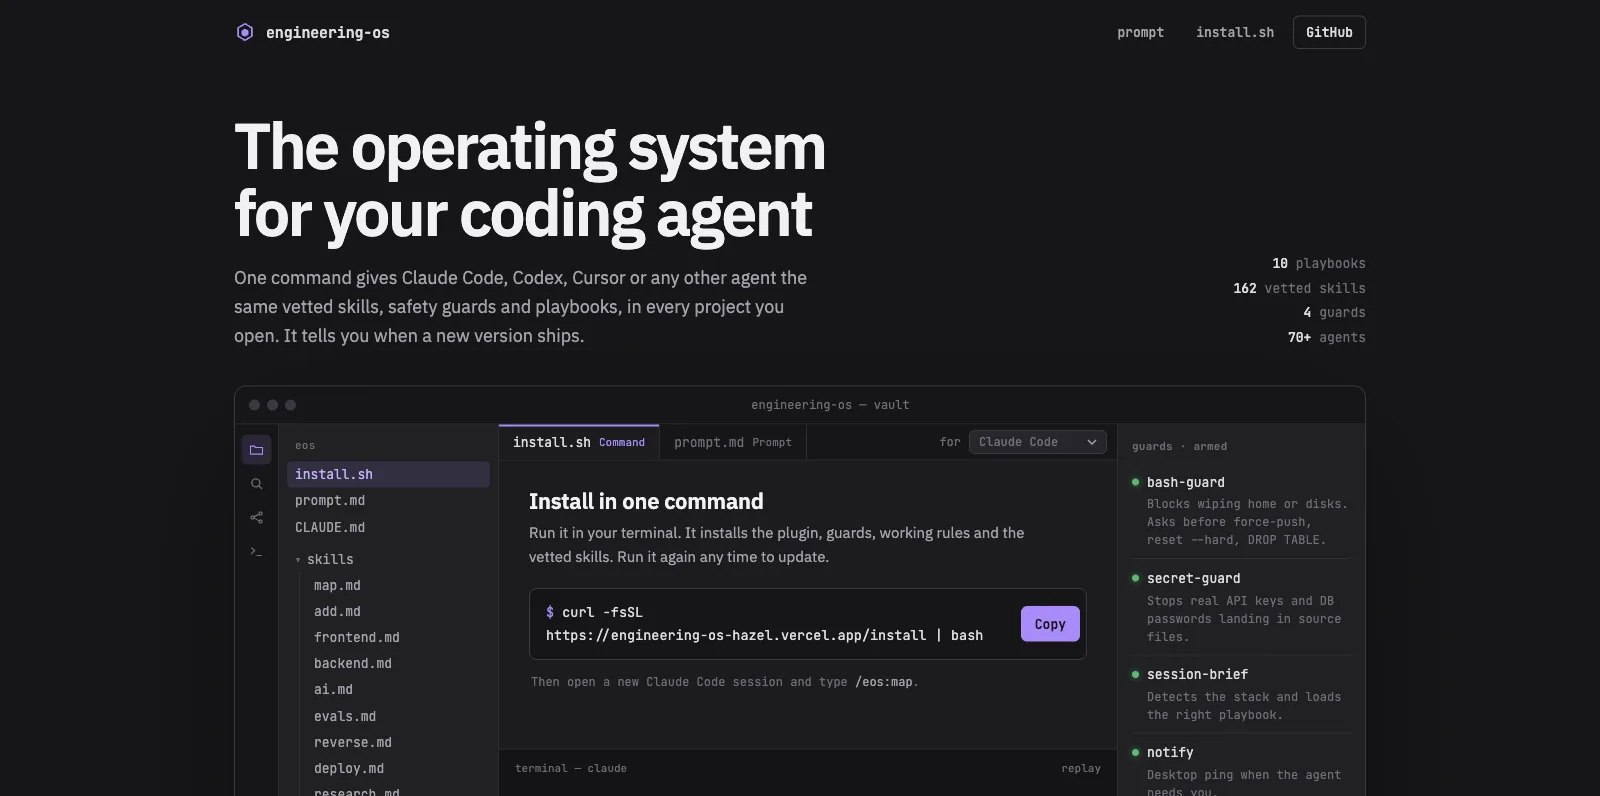 engineering-os
prompt
install.sh
GitHub
The operating system
for your coding agent
One command gives Claude Code, Codex, Cursor or any other agent the
same vetted skills, safety guards and playbooks, in every project you
open. It tells you when a new version ships.
10 playbooks
162 vetted skills
4 guards
70+ agents
engineering-os — vault
eos
install.sh
prompt.md
CLAUDE.md
▾ skills
map.md
add.md
frontend.md
backend.md
ai.md
evals.md
reverse.md
deploy.md
research.md
install.sh Command
prompt.md Prompt
for Claude Code
Install in one command
Run it in your terminal. It installs the plugin, guards, working rules and the
vetted skills. Run it again any time to update.
$ curl -fsSL
https://engineering-os-hazel.vercel.app/install | bash
Copy
Then open a new Claude Code session and type /eos:map.
terminal — claude
replay
guards · armed
bash-guard
Blocks wiping home or disks.
Asks before force-push,
reset --hard, DROP TABLE.
secret-guard
Stops real API keys and DB
passwords landing in source
files.
session-brief
Detects the stack and loads
the right playbook.
notify
Desktop ping when the agent
needs you.